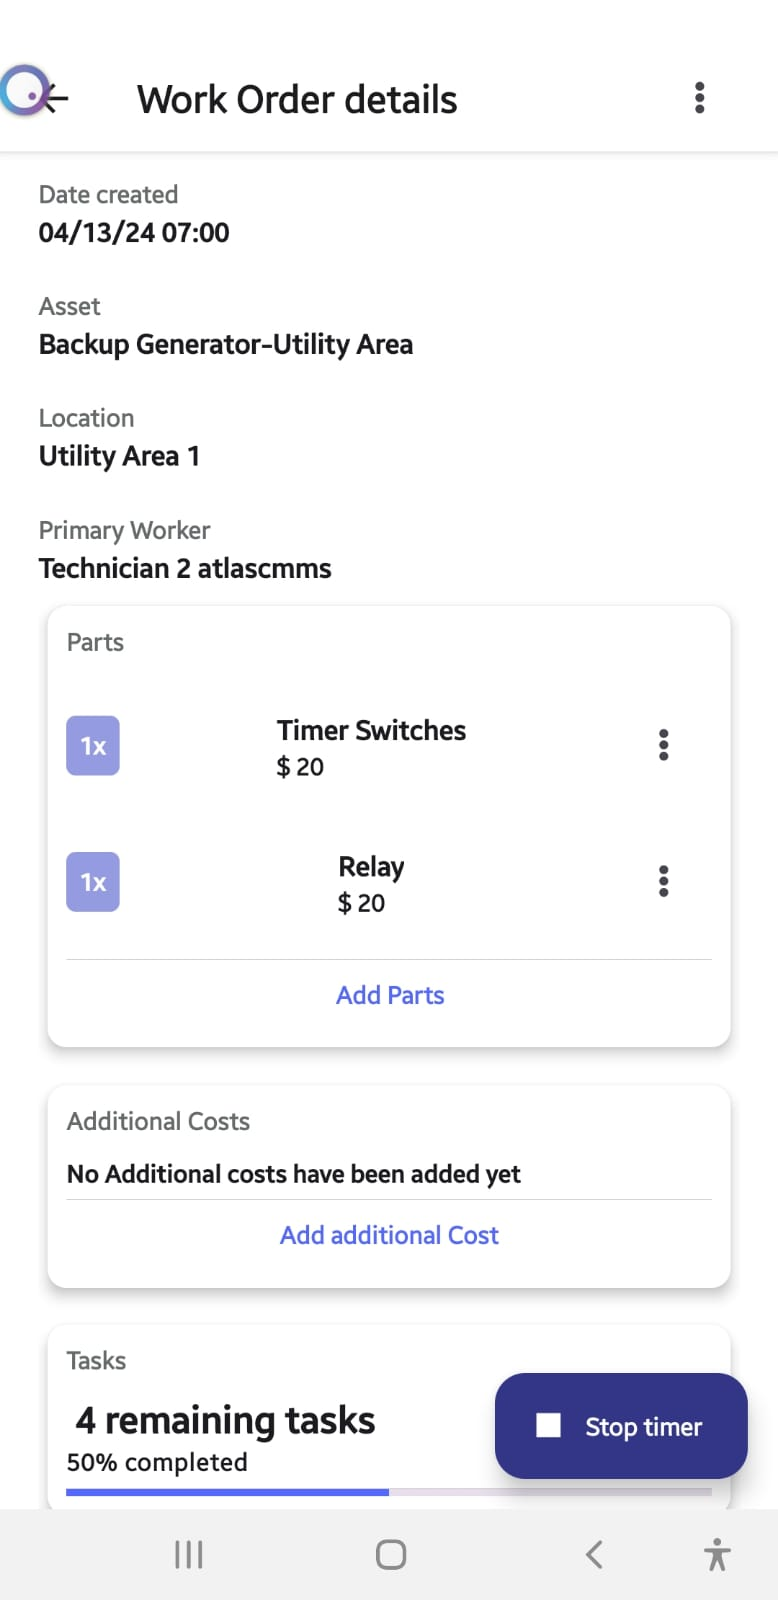 Work Order details
Date created
04/13/24 07:00
Asset
Backup Generator-Utility Area
Location
Utility Area 1
Primary Worker
Technician 2 atlascmms
Parts
1x
Timer Switches
$ 20
1x
Relay
$ 20
Add Parts
Additional Costs
No Additional costs have been added yet
Add additional Cost
Tasks
4 remaining tasks
50% completed
Stop timer